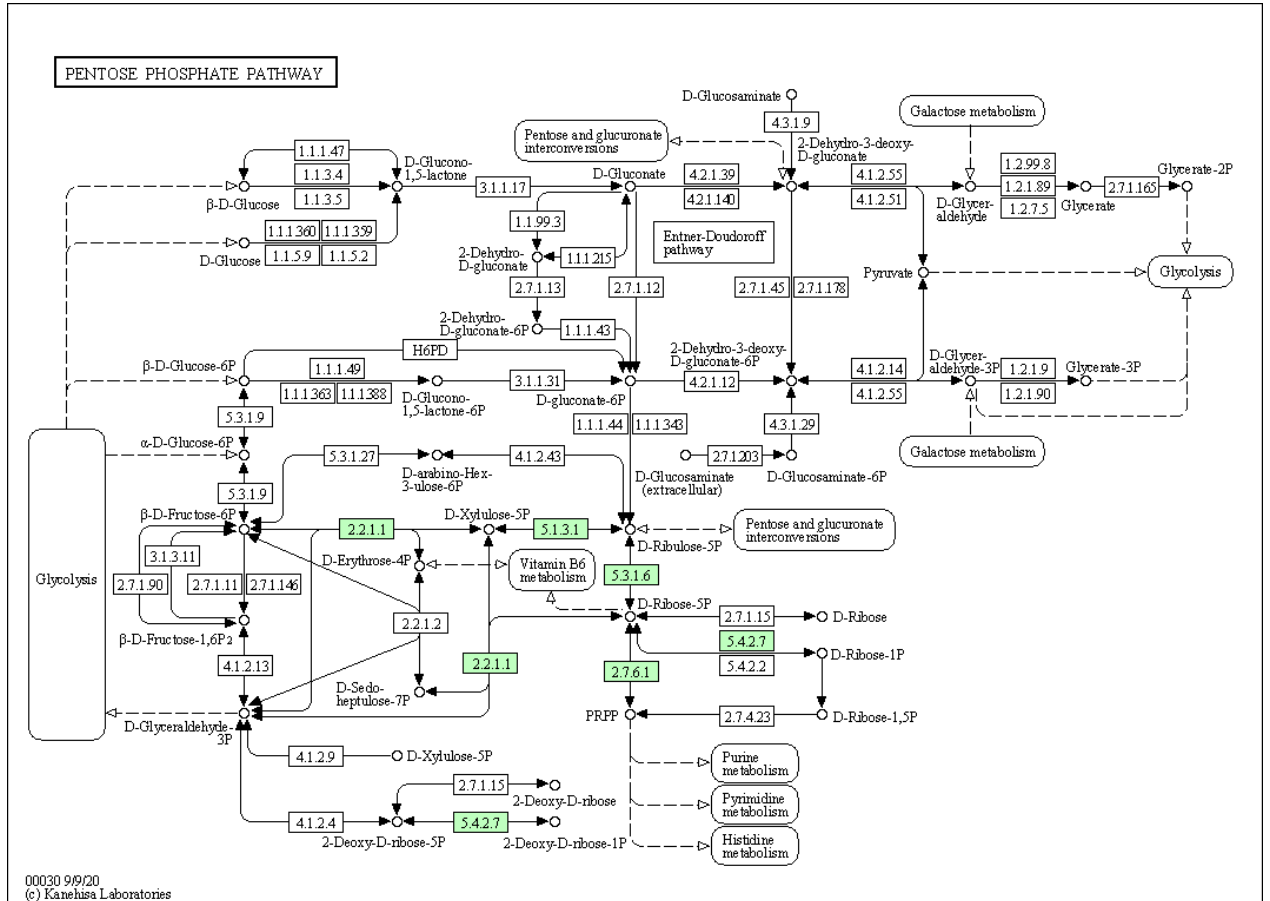 PENTOSE PHOSPHATE PATHWAY
D-Glucosaminate
4.3.1.9
Galactose metabolism
Pentose and glucuronate
interconversions
2-Dehydro-3-deoxy-
D-gluconate
1.1.1.47
D-Glucono-
1,5-lactone
1.1.3.4
1.1.3.5
β-D-Glucose
3.1.1.17
D-Gluconate
4.2.1.39
4.2.1.140
4.1.2.55
4.1.2.51
D-Glycer-
aldehyde
1.2.99.8
1.2.1.89
1.2.7.5
Glycerate
2.7.1.165
Glycerate-2P
1.1.99.3
1.1.1.360
1.1.1.359
D-Glucose
1.1.5.9
1.1.5.2
2-Dehydro-
D-gluconate
1.1.1.215
Entner-Doudoroff
pathway
Pyruvate
Glycolysis
2.7.1.13
2.7.1.12
2.7.1.45
2.7.1.178
2-Dehydro-
D-gluconate-6P
1.1.1.43
H6PD
2-Dehydro-3-deoxy-
D-gluconate-6P
β-D-Glucose-6P
1.1.1.49
1.1.1.363
1.1.1.388
D-Glucono-
1,5-lactone-6P
3.1.1.31
D-gluconate-6P
4.2.1.12
4.1.2.14
4.1.2.55
D-Glycer-
aldehyde-3P
1.2.1.9
1.2.1.90
Glycerate-3P
5.3.1.9
1.1.1.44
1.1.1.343
4.3.1.29
Galactose metabolism
α-D-Glucose-6P
5.3.1.27
D-arabino-Hex-
3-ulose-6P
4.1.2.43
D-Glucosaminate
(extracellular)
2.7.1.203
D-Glucosaminate-6P
5.3.1.9
β-D-Fructose-6P
2.2.1.1
D-Xylulose-5P
5.1.3.1
D-Ribulose-5P
Pentose and glucuronate
interconversions
3.1.3.11
2.7.1.90
2.7.1.11
2.7.1.146
D-Erythrose-4P
Vitamin B6
metabolism
5.3.1.6
Glycolysis
β-D-Fructose-1,6P2
2.2.1.2
D-Ribose-5P
2.7.1.15
D-Ribose
5.4.2.7
5.4.2.2
D-Ribose-1P
4.1.2.13
2.2.1.1
2.7.6.1
D-Sedo-
heptulose-7P
D-Glyceraldehyde-
3P
PRPP
2.7.4.23
D-Ribose-1,5P
4.1.2.9
D-Xylulose-5P
Purine
metabolism
2.7.1.15
2-Deoxy-D-ribose
Pyrimidine
metabolism
4.1.2.4
2-Deoxy-D-ribose-5P
5.4.2.7
2-Deoxy-D-ribose-1P
Histidine
metabolism
00030 9/9/20
(c) Kanehisa Laboratories